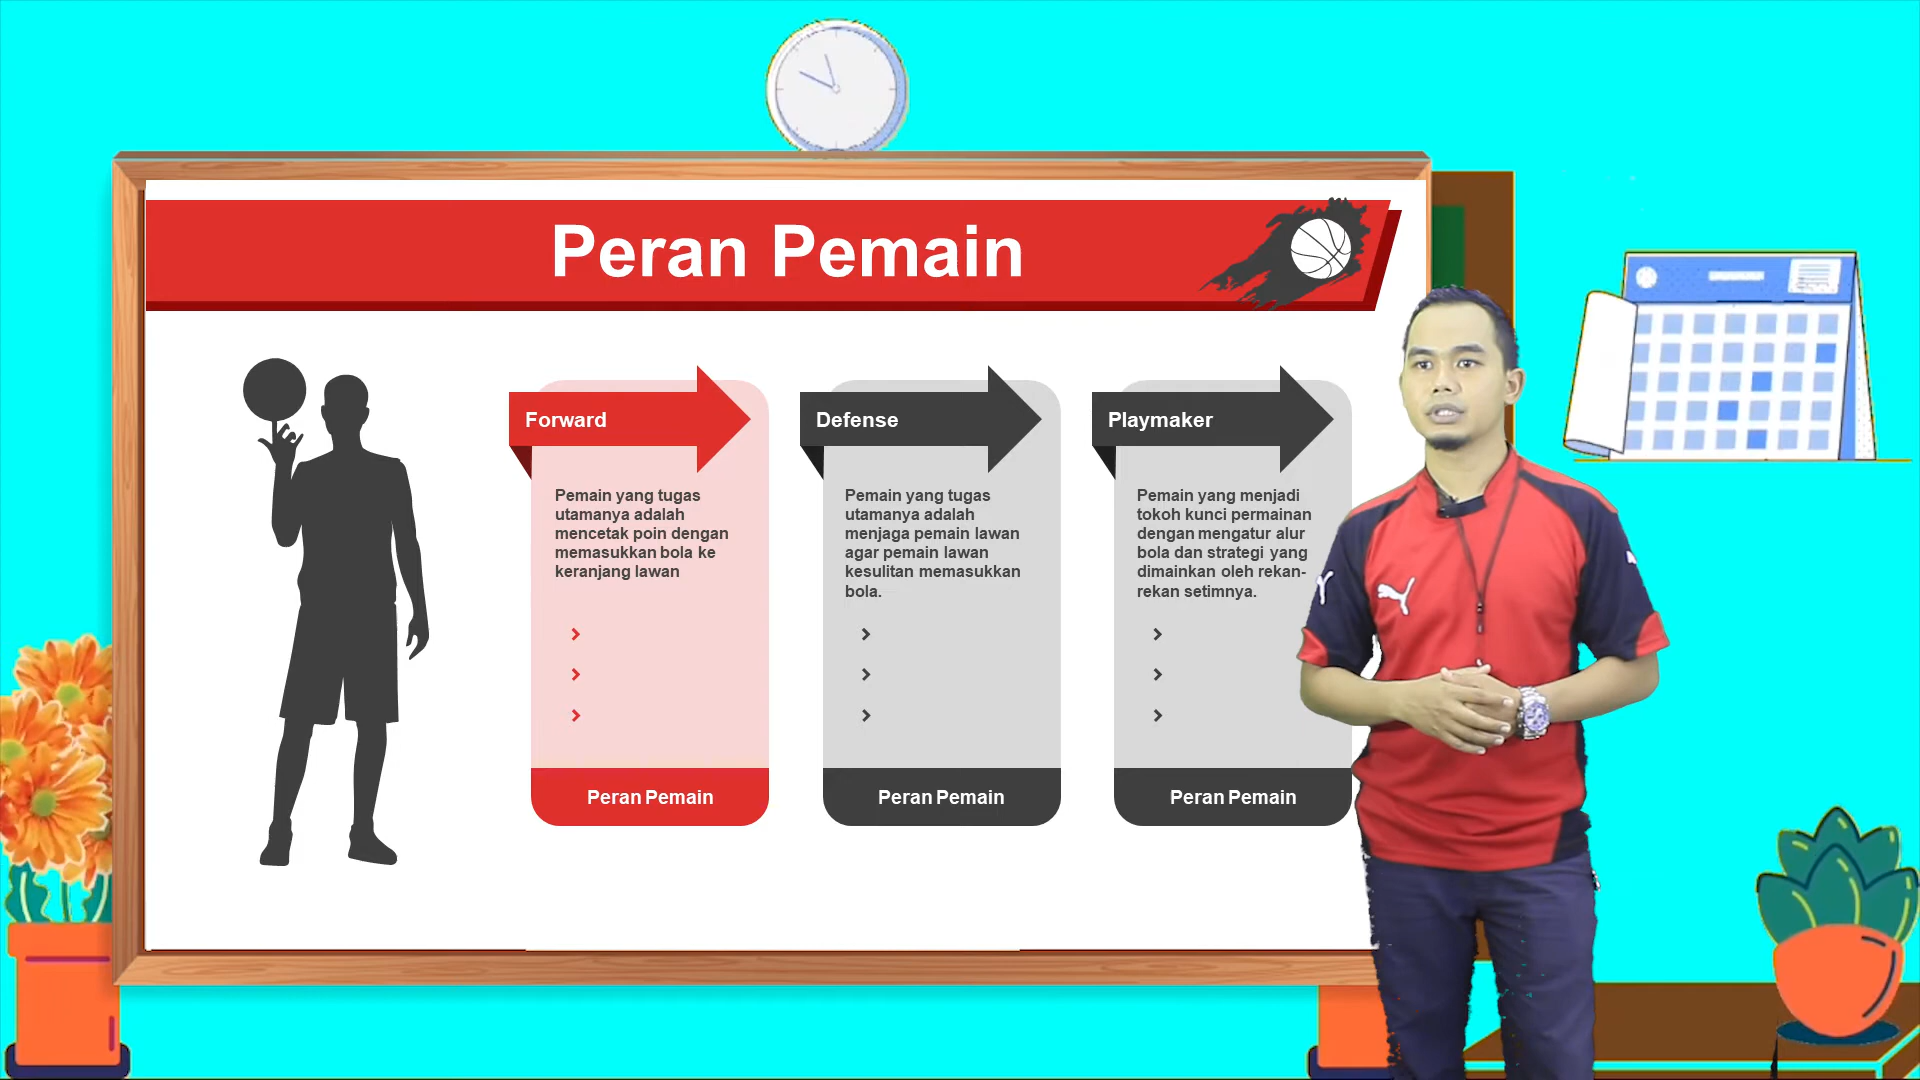 Peran Pemain
Forward
Pemain yang tugas
utamanya adalah
mencetak poin dengan
memasukkan bola ke
keranjang lawan
Peran Pemain
Defense
Pemain yang tugas
utamanya adalah
menjaga pemain lawan
agar pemain lawan
kesulitan memasukkan
bola.
Peran Pemain
Playmaker
Pemain yang menjadi
tokoh kunci permainan
dengan mengatur alur
bola dan strategi yang
dimainkan oleh rekan-
rekan setimnya.
Peran Pemain